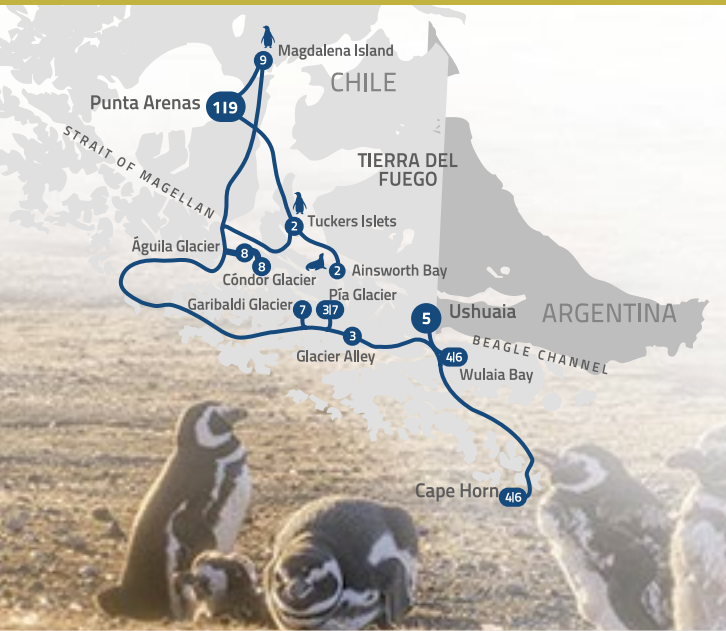 9
Magdalena Island
CHILE
Punta Arenas
1|9
STRAIT OF MAGELLAN
TIERRA DEL
FUEGO
2
Tuckers Islets
Águila Glacier
8
8
Cóndor Glacier
2
Ainsworth Bay
Garibaldi Glacier
7
Pía Glacier
3|7
5
Ushuaia
ARGENTINA
3
Glacier Alley
BEAGLE CHANNEL
4|6
Wulaia Bay
Cape Horn
4|6